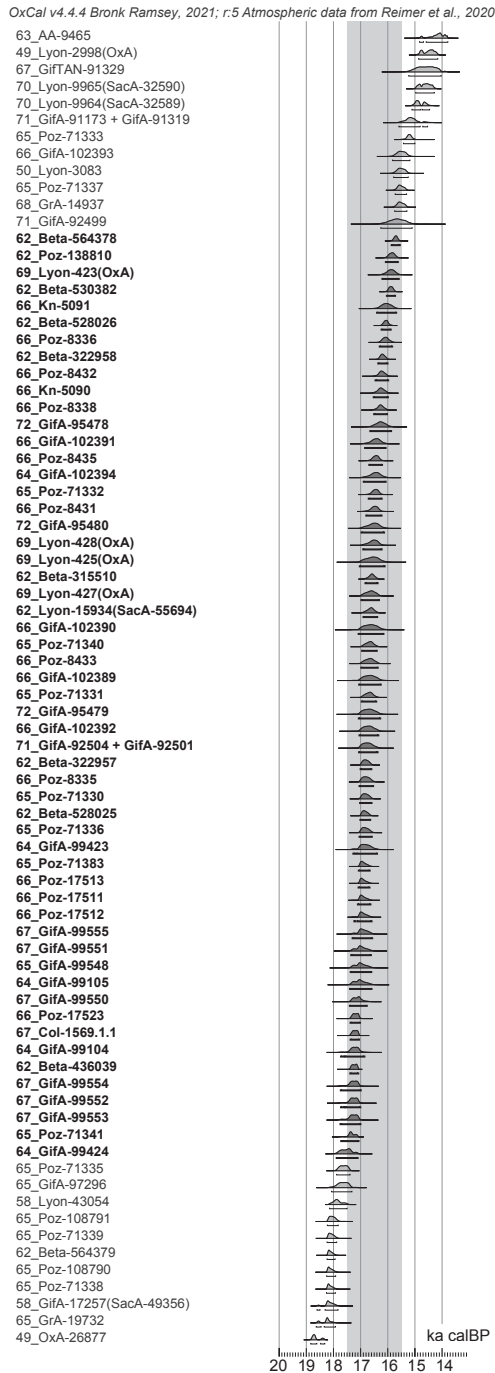 OxCal v4.4.4 Bronk Ramsey, 2021; r:5 Atmospheric data from Reimer et al., 2020
63_AA-9465
49_Lyon-2998(OxA)
67_GifTAN-91329
70_Lyon-9965(SacA-32590)
70_Lyon-9964(SacA-32589)
71_GifA-91173 + GifA-91319
65_Poz-71333
66_GifA-102393
50_Lyon-3083
65_Poz-71337
68_GrA-14937
71_GifA-92499
62_Beta-564378
62_Poz-138810
69_Lyon-423(OxA)
62_Beta-530382
66_Kn-5091
62_Beta-528026
66_Poz-8336
62_Beta-322958
66_Poz-8432
66_Kn-5090
66_Poz-8338
72_GifA-95478
66_GifA-102391
66_Poz-8435
64_GifA-102394
65_Poz-71332
66_Poz-8431
72_GifA-95480
69_Lyon-428(OxA)
69_Lyon-425(OxA)
62_Beta-315510
69_Lyon-427(OxA)
62_Lyon-15934(SacA-55694)
66_GifA-102390
65_Poz-71340
66_Poz-8433
66_GifA-102389
65_Poz-71331
72_GifA-95479
66_GifA-102392
71_GifA-92504 + GifA-92501
62_Beta-322957
66_Poz-8335
65_Poz-71330
62_Beta-528025
65_Poz-71336
64_GifA-99423
65_Poz-71383
66_Poz-17513
66_Poz-17511
66_Poz-17512
67_GifA-99555
67_GifA-99551
65_GifA-99548
64_GifA-99105
67_GifA-99550
66_Poz-17523
67_Col-1569.1.1
64_GifA-99104
62_Beta-436039
67_GifA-99554
67_GifA-99552
67_GifA-99553
65_Poz-71341
64_GifA-99424
65_Poz-71335
65_GifA-97296
58_Lyon-43054
65_Poz-108791
65_Poz-71339
62_Beta-564379
65_Poz-108790
65_Poz-71338
58_GifA-17257(SacA-49356)
65_GrA-19732
49_OxA-26877
ka calBP
20 19 18 17 16 15 14